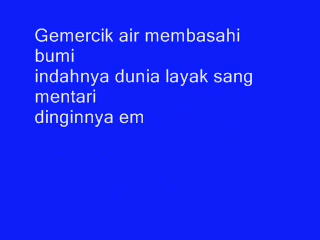 Gemercik air membasahi
bumi
indahnya dunia layak sang
mentari
dinginnya em